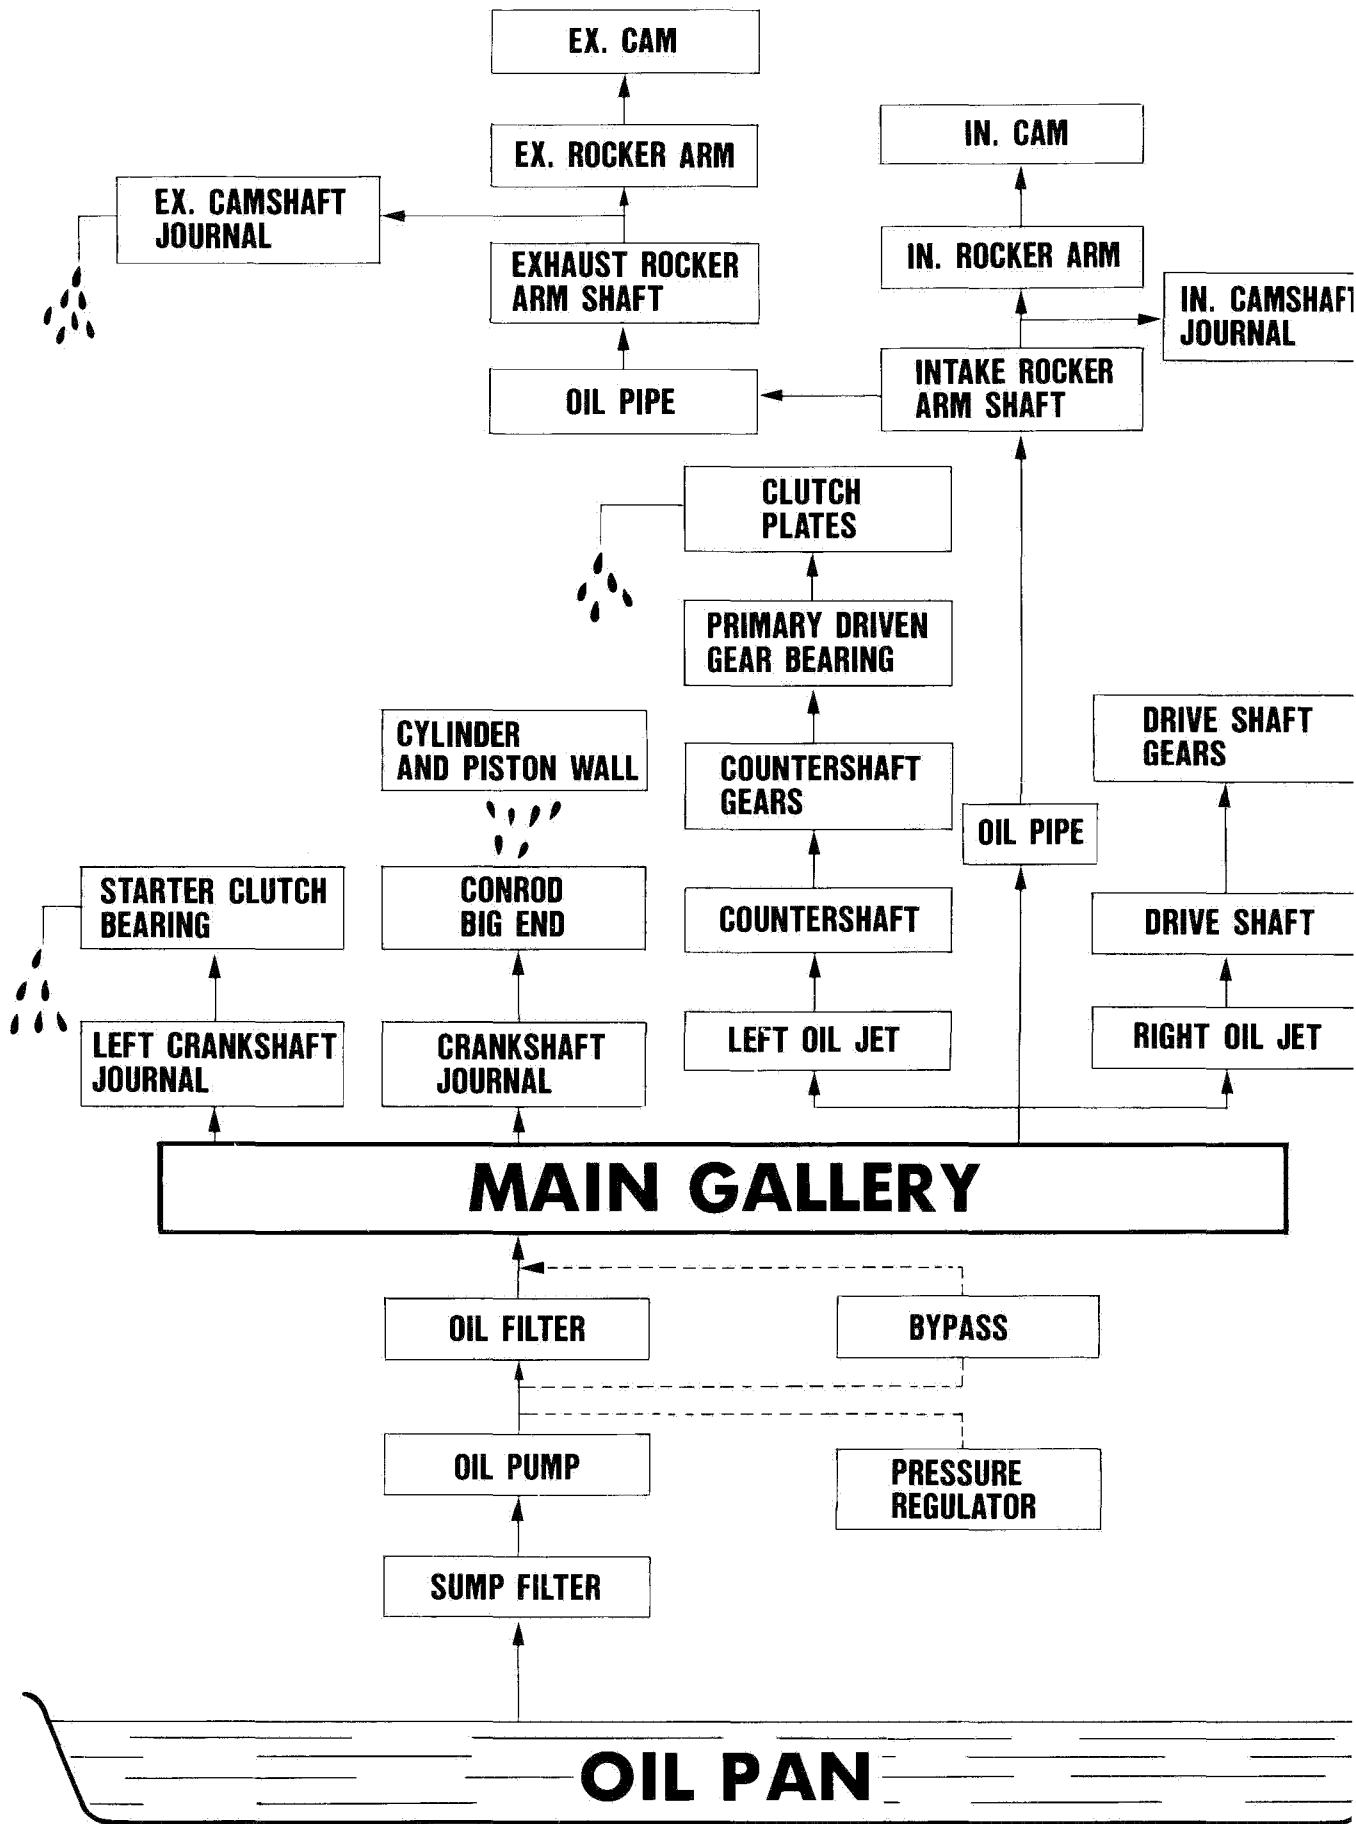 EX. CAM
EX. ROCKER ARM
IN. CAM
EX. CAMSHAFT
JOURNAL
EXHAUST ROCKER
ARM SHAFT
IN. ROCKER ARM
IN. CAMSHAFT
JOURNAL
OIL PIPE
INTAKE ROCKER
ARM SHAFT
CLUTCH
PLATES
PRIMARY DRIVEN
GEAR BEARING
CYLINDER
AND PISTON WALL
COUNTERSHAFT
GEARS
DRIVE SHAFT
GEARS
OIL PIPE
STARTER CLUTCH
BEARING
CONROD
BIG END
COUNTERSHAFT
DRIVE SHAFT
LEFT CRANKSHAFT
JOURNAL
CRANKSHAFT
JOURNAL
LEFT OIL JET
RIGHT OIL JET
MAIN GALLERY
OIL FILTER
BYPASS
OIL PUMP
PRESSURE
REGULATOR
SUMP FILTER
OIL PAN